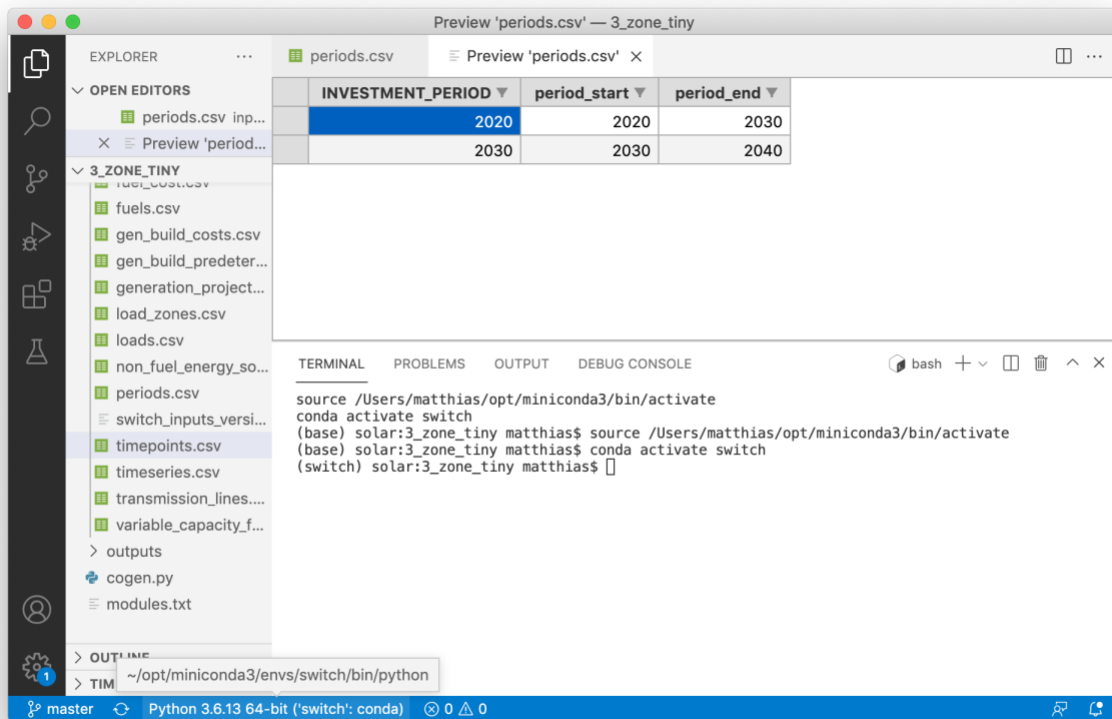 Preview 'periods.csv' — 3_zone_tiny
EXPLORER
OPEN EDITORS
periods.csv inp...
Preview 'period...
3_ZONE_TINY
fuel_cost.csv
fuels.csv
gen_build_costs.csv
gen_build_predeter...
generation_project...
load_zones.csv
loads.csv
non_fuel_energy_so...
periods.csv
switch_inputs_versi...
timepoints.csv
timeseries.csv
transmission_lines....
variable_capacity_f...
outputs
cogen.py
modules.txt
OUTLINE
TIM
~/opt/miniconda3/envs/switch/bin/python
periods.csv Preview 'periods.csv'
INVESTMENT_PERIOD period_start period_end
2020 2020 2030
2030 2030 2040
TERMINAL PROBLEMS OUTPUT DEBUG CONSOLE bash
source /Users/matthias/opt/miniconda3/bin/activate
conda activate switch
(base) solar:3_zone_tiny matthias$ source /Users/matthias/opt/miniconda3/bin/activate
(base) solar:3_zone_tiny matthias$ conda activate switch
(switch) solar:3_zone_tiny matthias$
1
master Python 3.6.13 64-bit ('switch': conda) 0 0